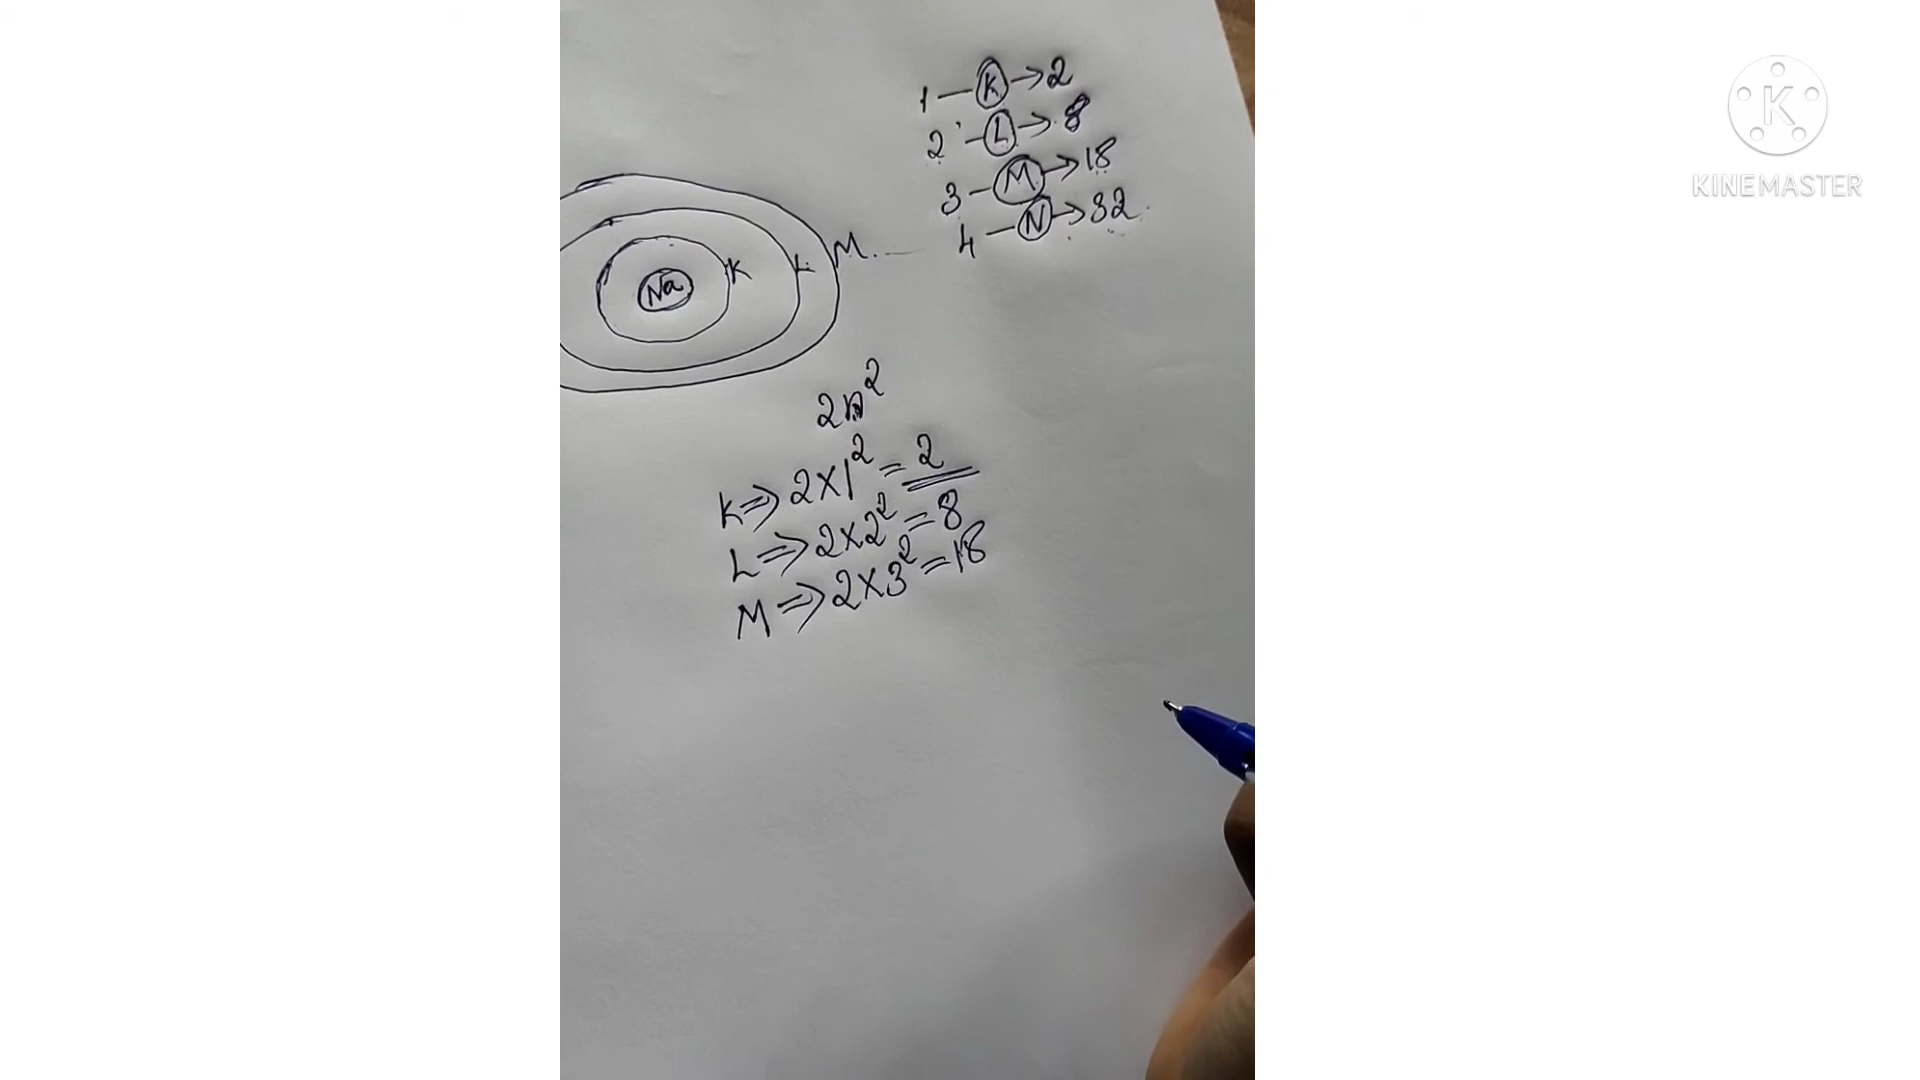 1 — K → 2
2 – L → 8
3 – M → 18
4 — N → 32
Na K L M
2n²
K ⇒ 2×1² = 2
L ⇒ 2×2² = 8
M ⇒ 2×3² = 18
K
KINEMASTER